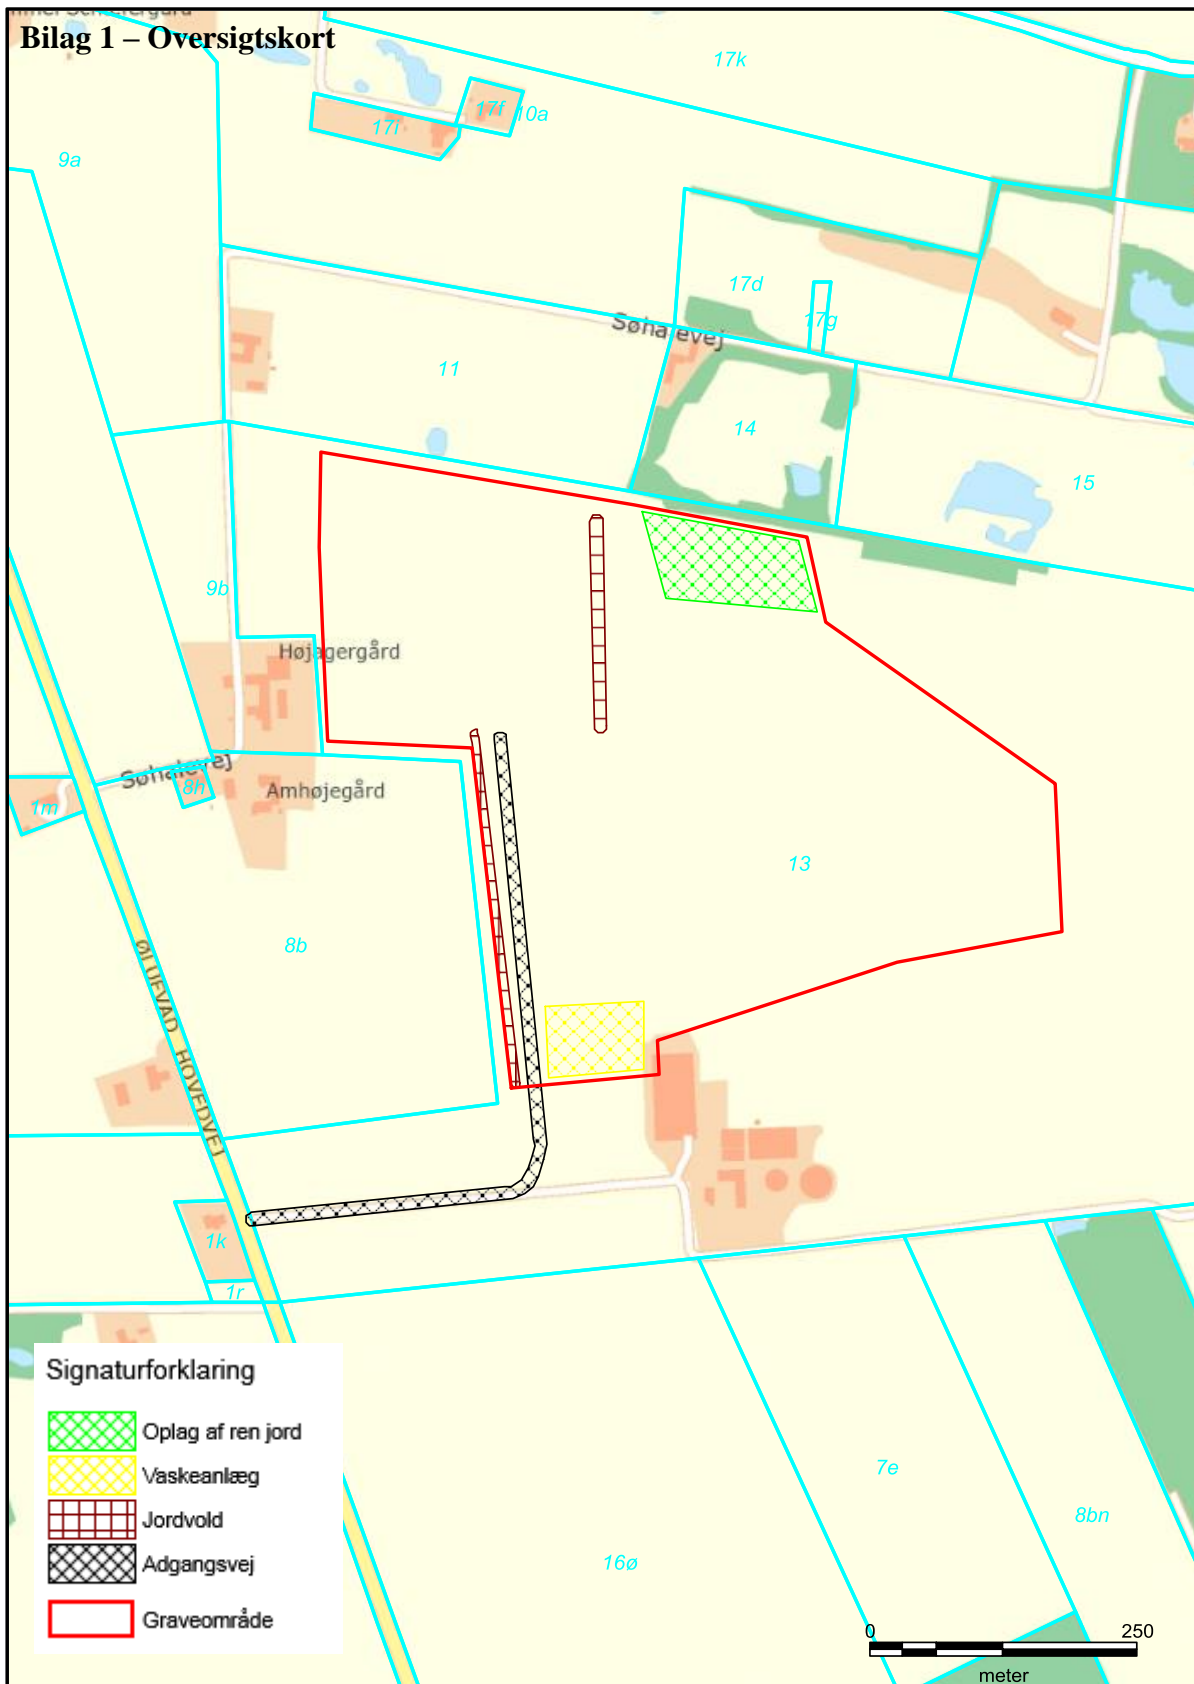 Bilag 1 – Oversigtskort
17k
17f
10a
17i
9a
17d
17g
Søhalevej
11
14
15
9b
Højagergård
Søhalevej
8h
Amhøjegård
1m
13
8b
ØLUFVAD HOVEDVEJ
1k
1r
Signaturforklaring
Oplag af ren jord
Vaskeanlæg
Jordvold
Adgangsvej
Graveområde
7e
8bn
16ø
0 250
meter